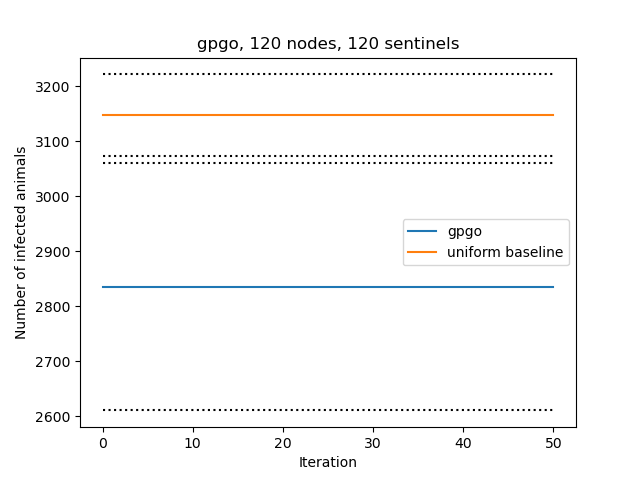 gpgo, 120 nodes, 120 sentinels
3200
3100
3000
2900
2800
2700
2600
Number of infected animals
gpgo
uniform baseline
0 10 20 30 40 50
Iteration